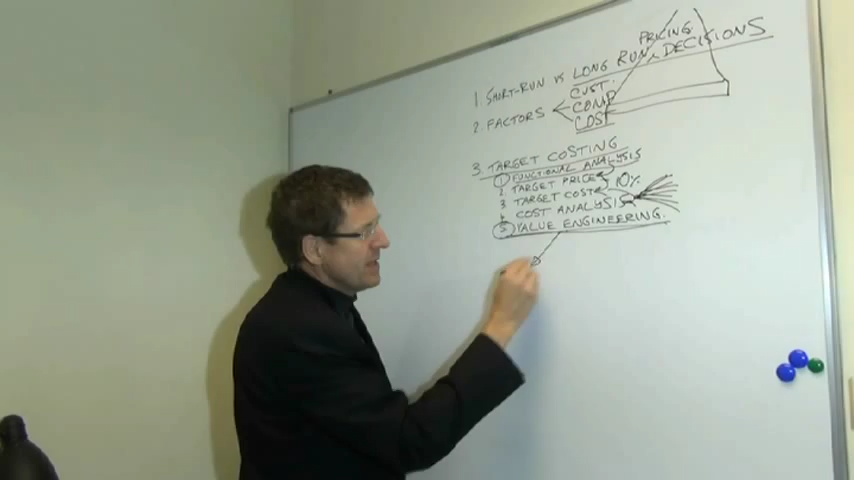 PRICING
1. SHORT-RUN VS LONG RUN DECISIONS
CUST.
2. FACTORS COMP
COST
3. TARGET COSTING
1 FUNCTIONAL ANALYSIS
2 TARGET PRICE 10%
3 TARGET COST
4 COST ANALYSIS
5 VALUE ENGINEERING.